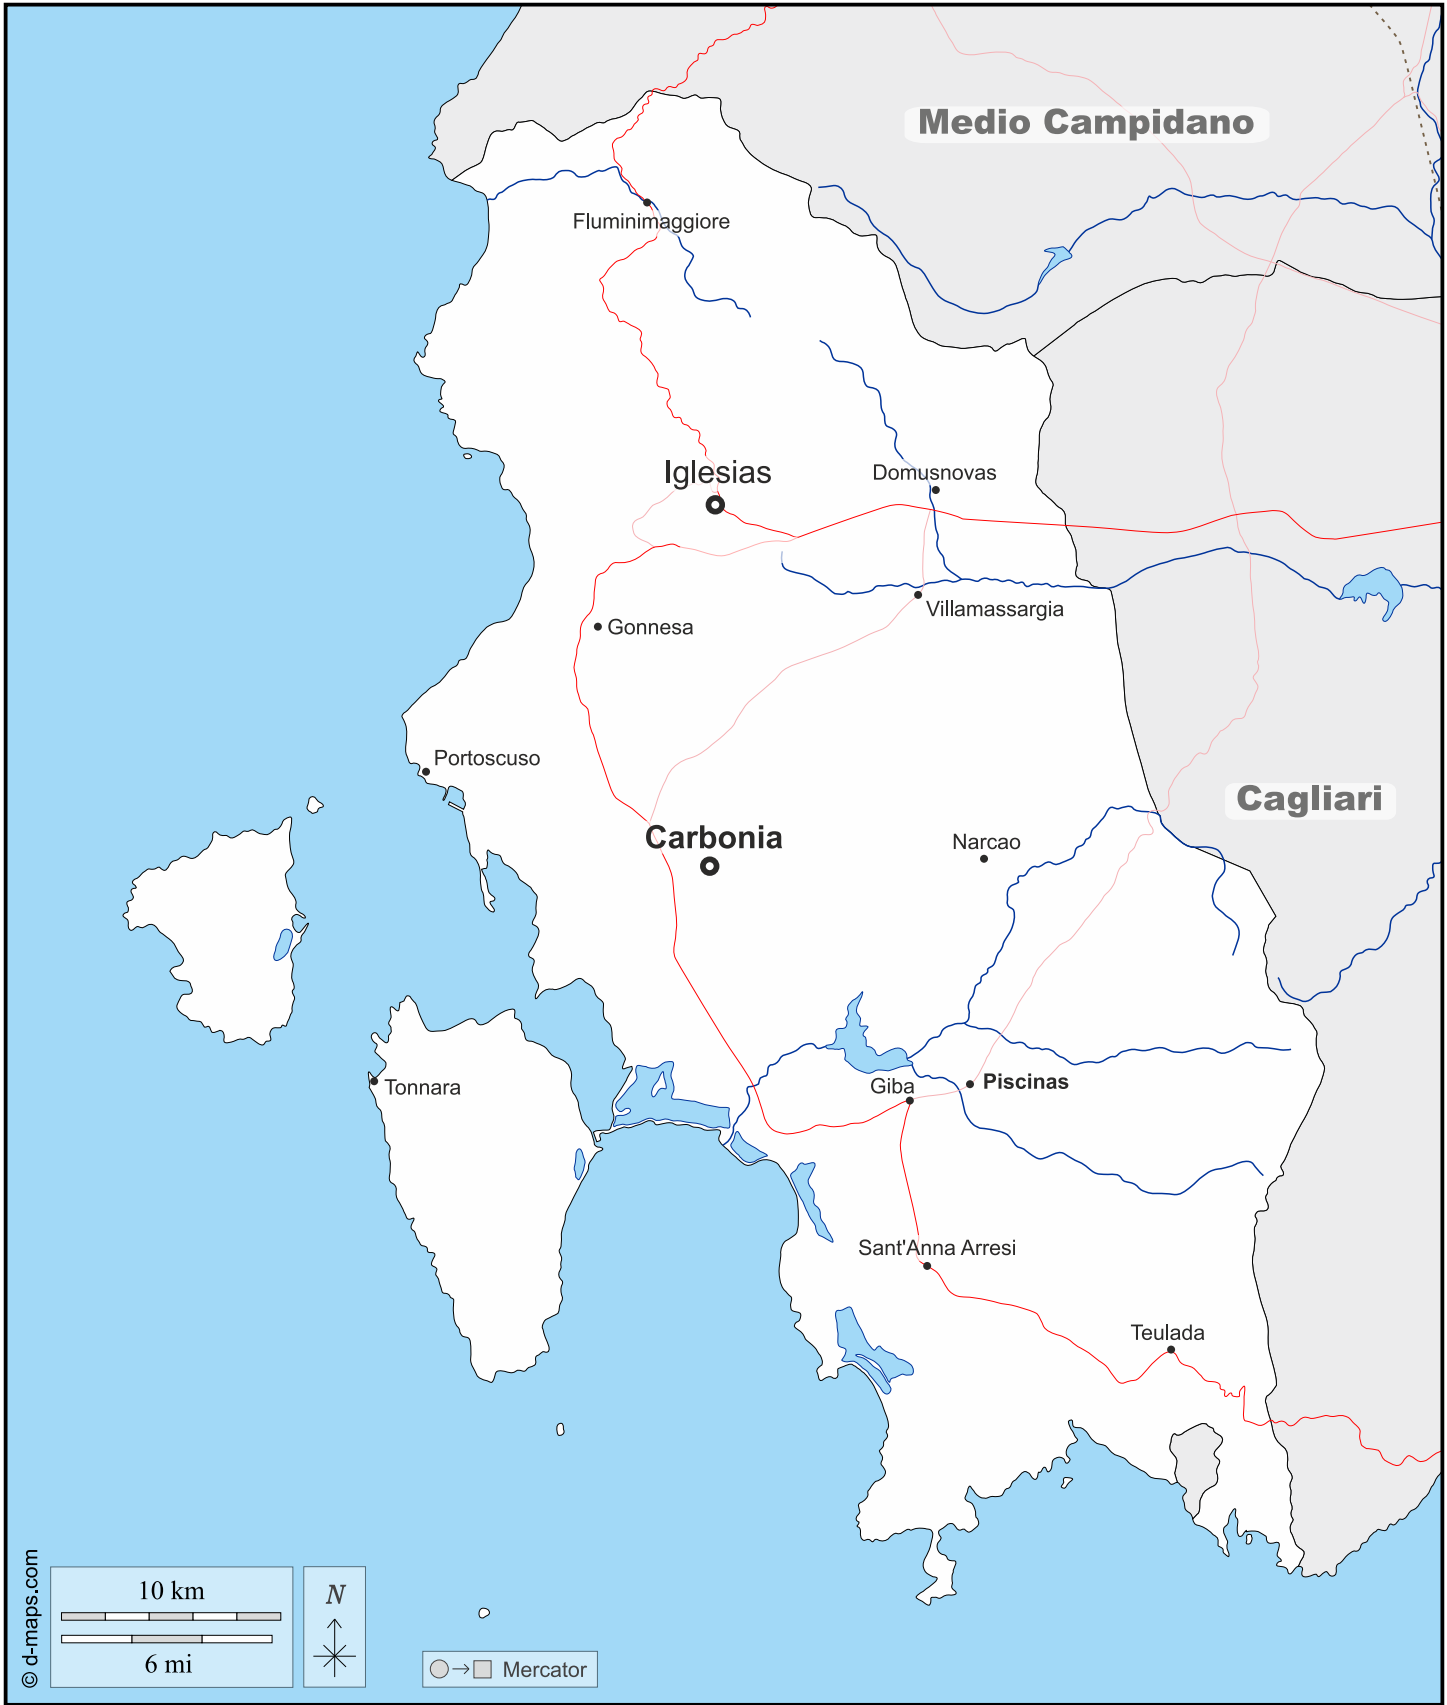 Medio Campidano
Fluminimaggiore
Iglesias
Domusnovas
Villamassargia
Gonnesa
Portoscuso
Cagliari
Carbonia
Narcao
Tonnara
Giba
Piscinas
Sant'Anna Arresi
Teulada
© d-maps.com
10 km
6 mi
N
Mercator